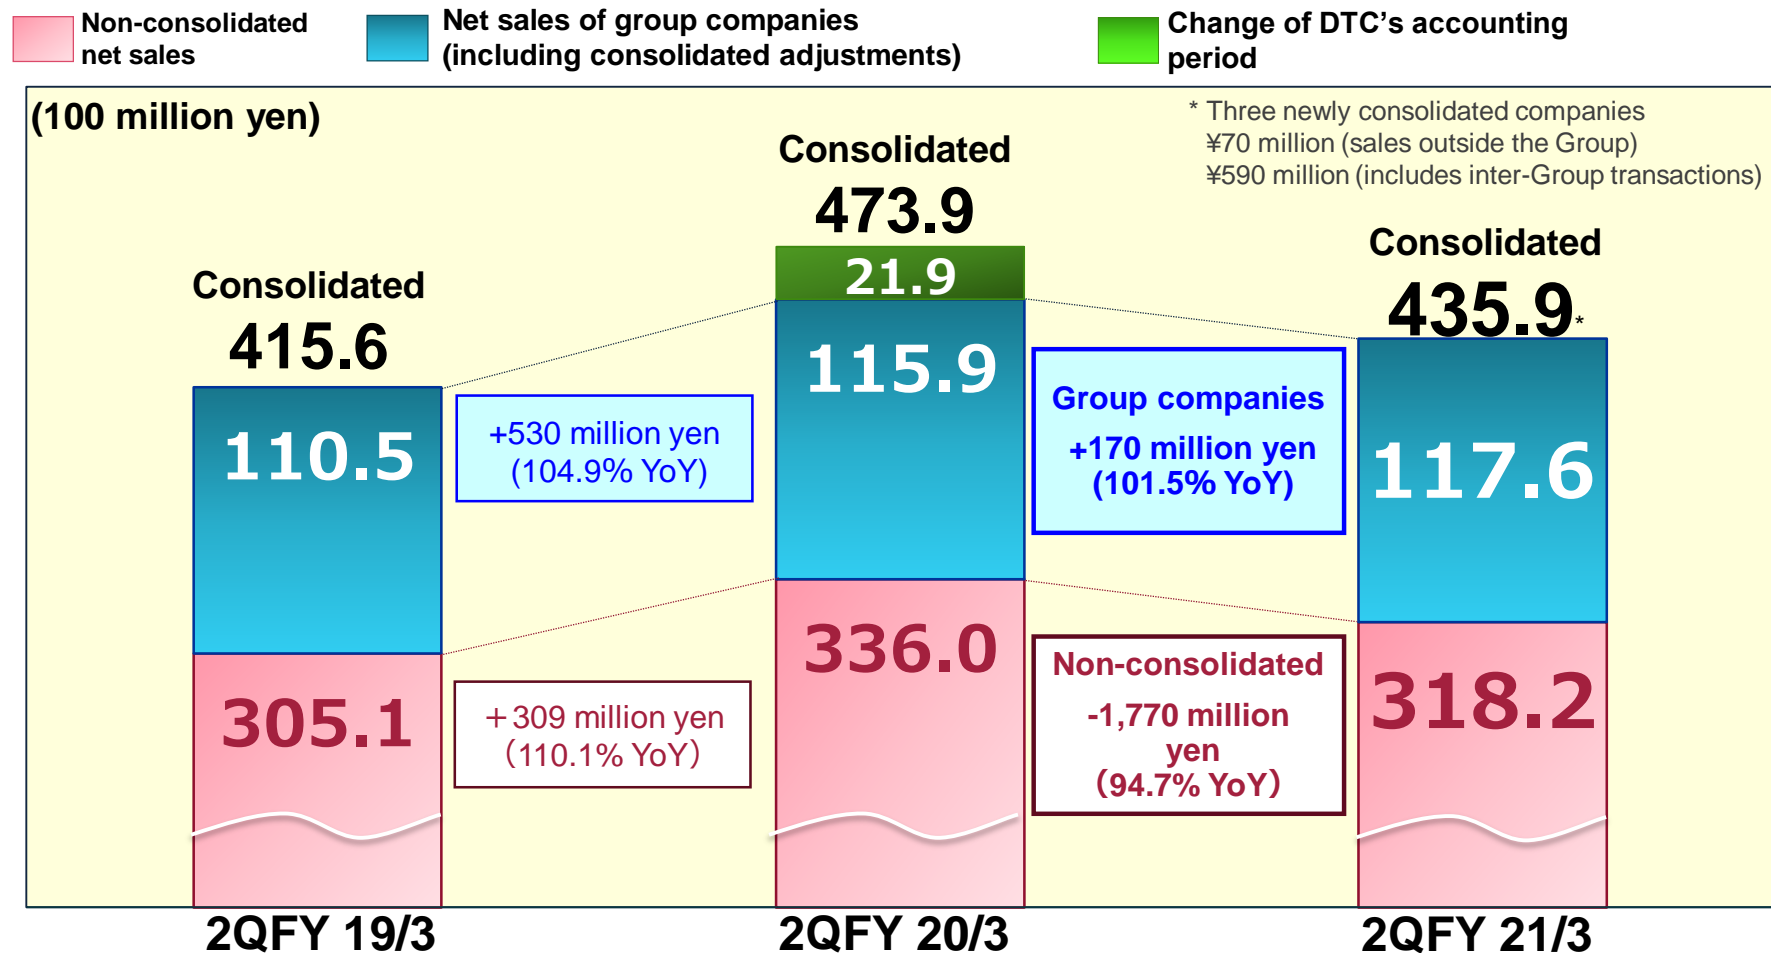 Non-consolidated
net sales
Net sales of group companies
(including consolidated adjustments)
Change of DTC's accounting
period
(100 million yen)
* Three newly consolidated companies
¥70 million (sales outside the Group)
¥590 million (includes inter-Group transactions)
Consolidated
415.6
110.5
305.1
+530 million yen
(104.9% YoY)
+309 million yen
(110.1% YoY)
Consolidated
473.9
21.9
115.9
336.0
Group companies
+170 million yen
(101.5% YoY)
Non-consolidated
-1,770 million
yen
(94.7% YoY)
Consolidated
435.9*
117.6
318.2
2QFY 19/3
2QFY 20/3
2QFY 21/3